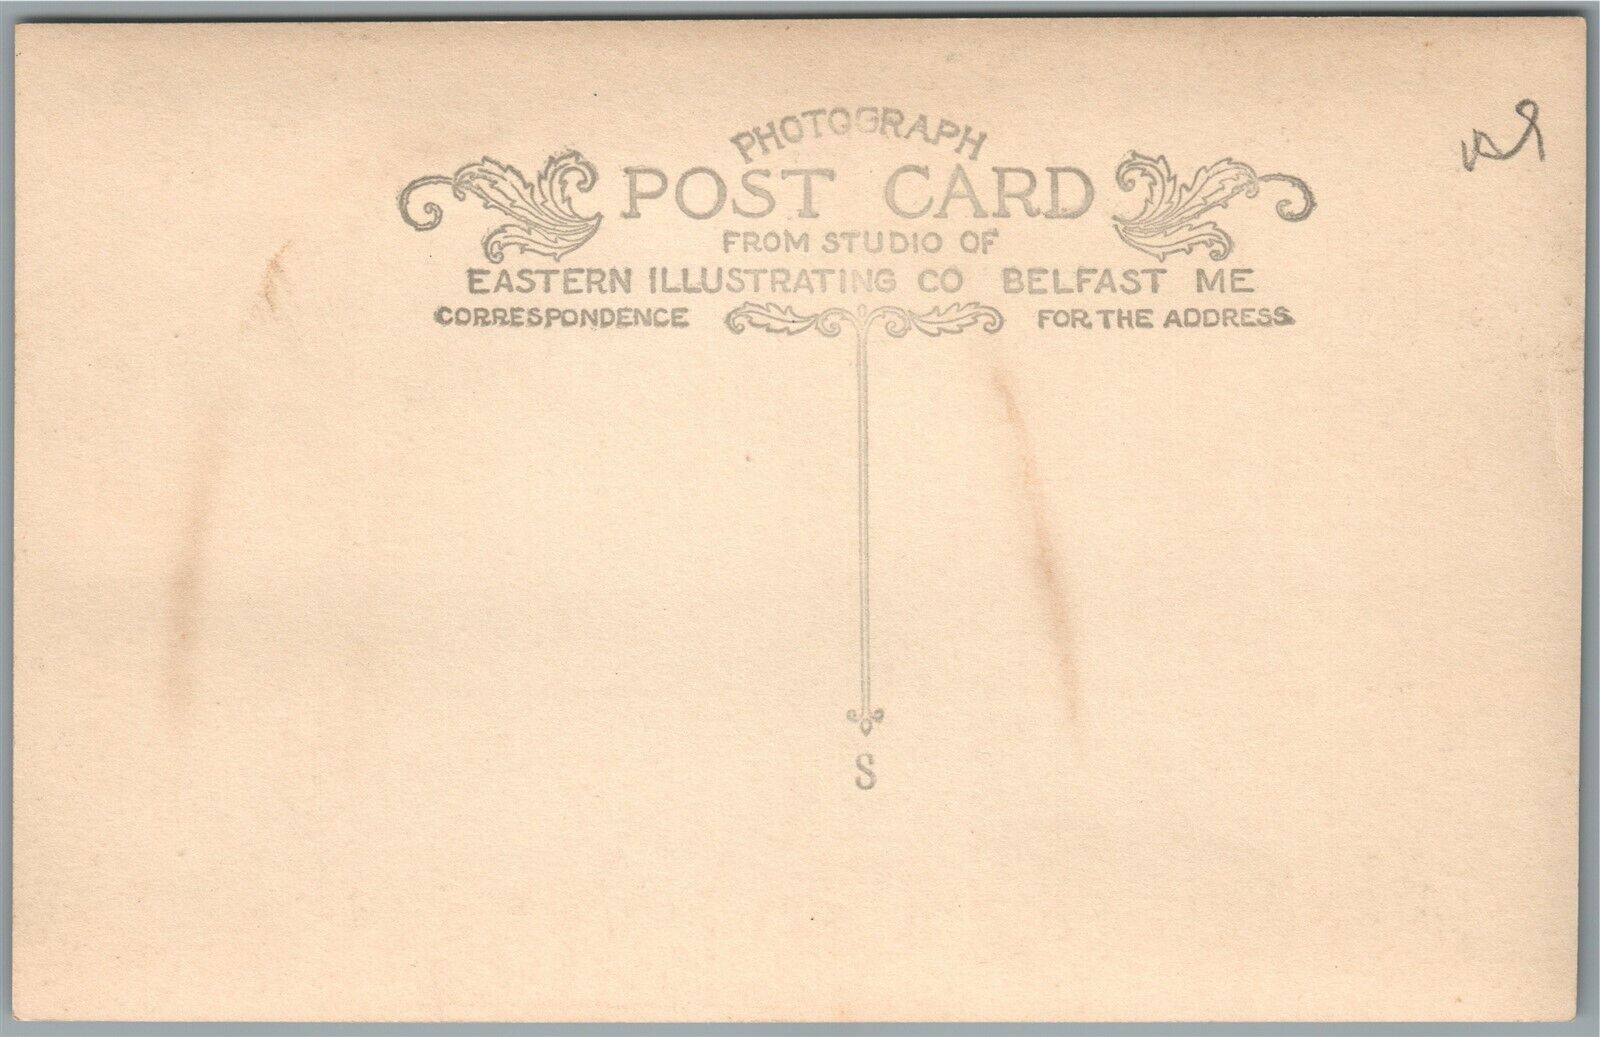 PHOTOGRAPH
POST CARD
FROM STUDIO OF
EASTERN ILLUSTRATING CO BELFAST ME
CORRESPONDENCE FOR THE ADDRESS
S